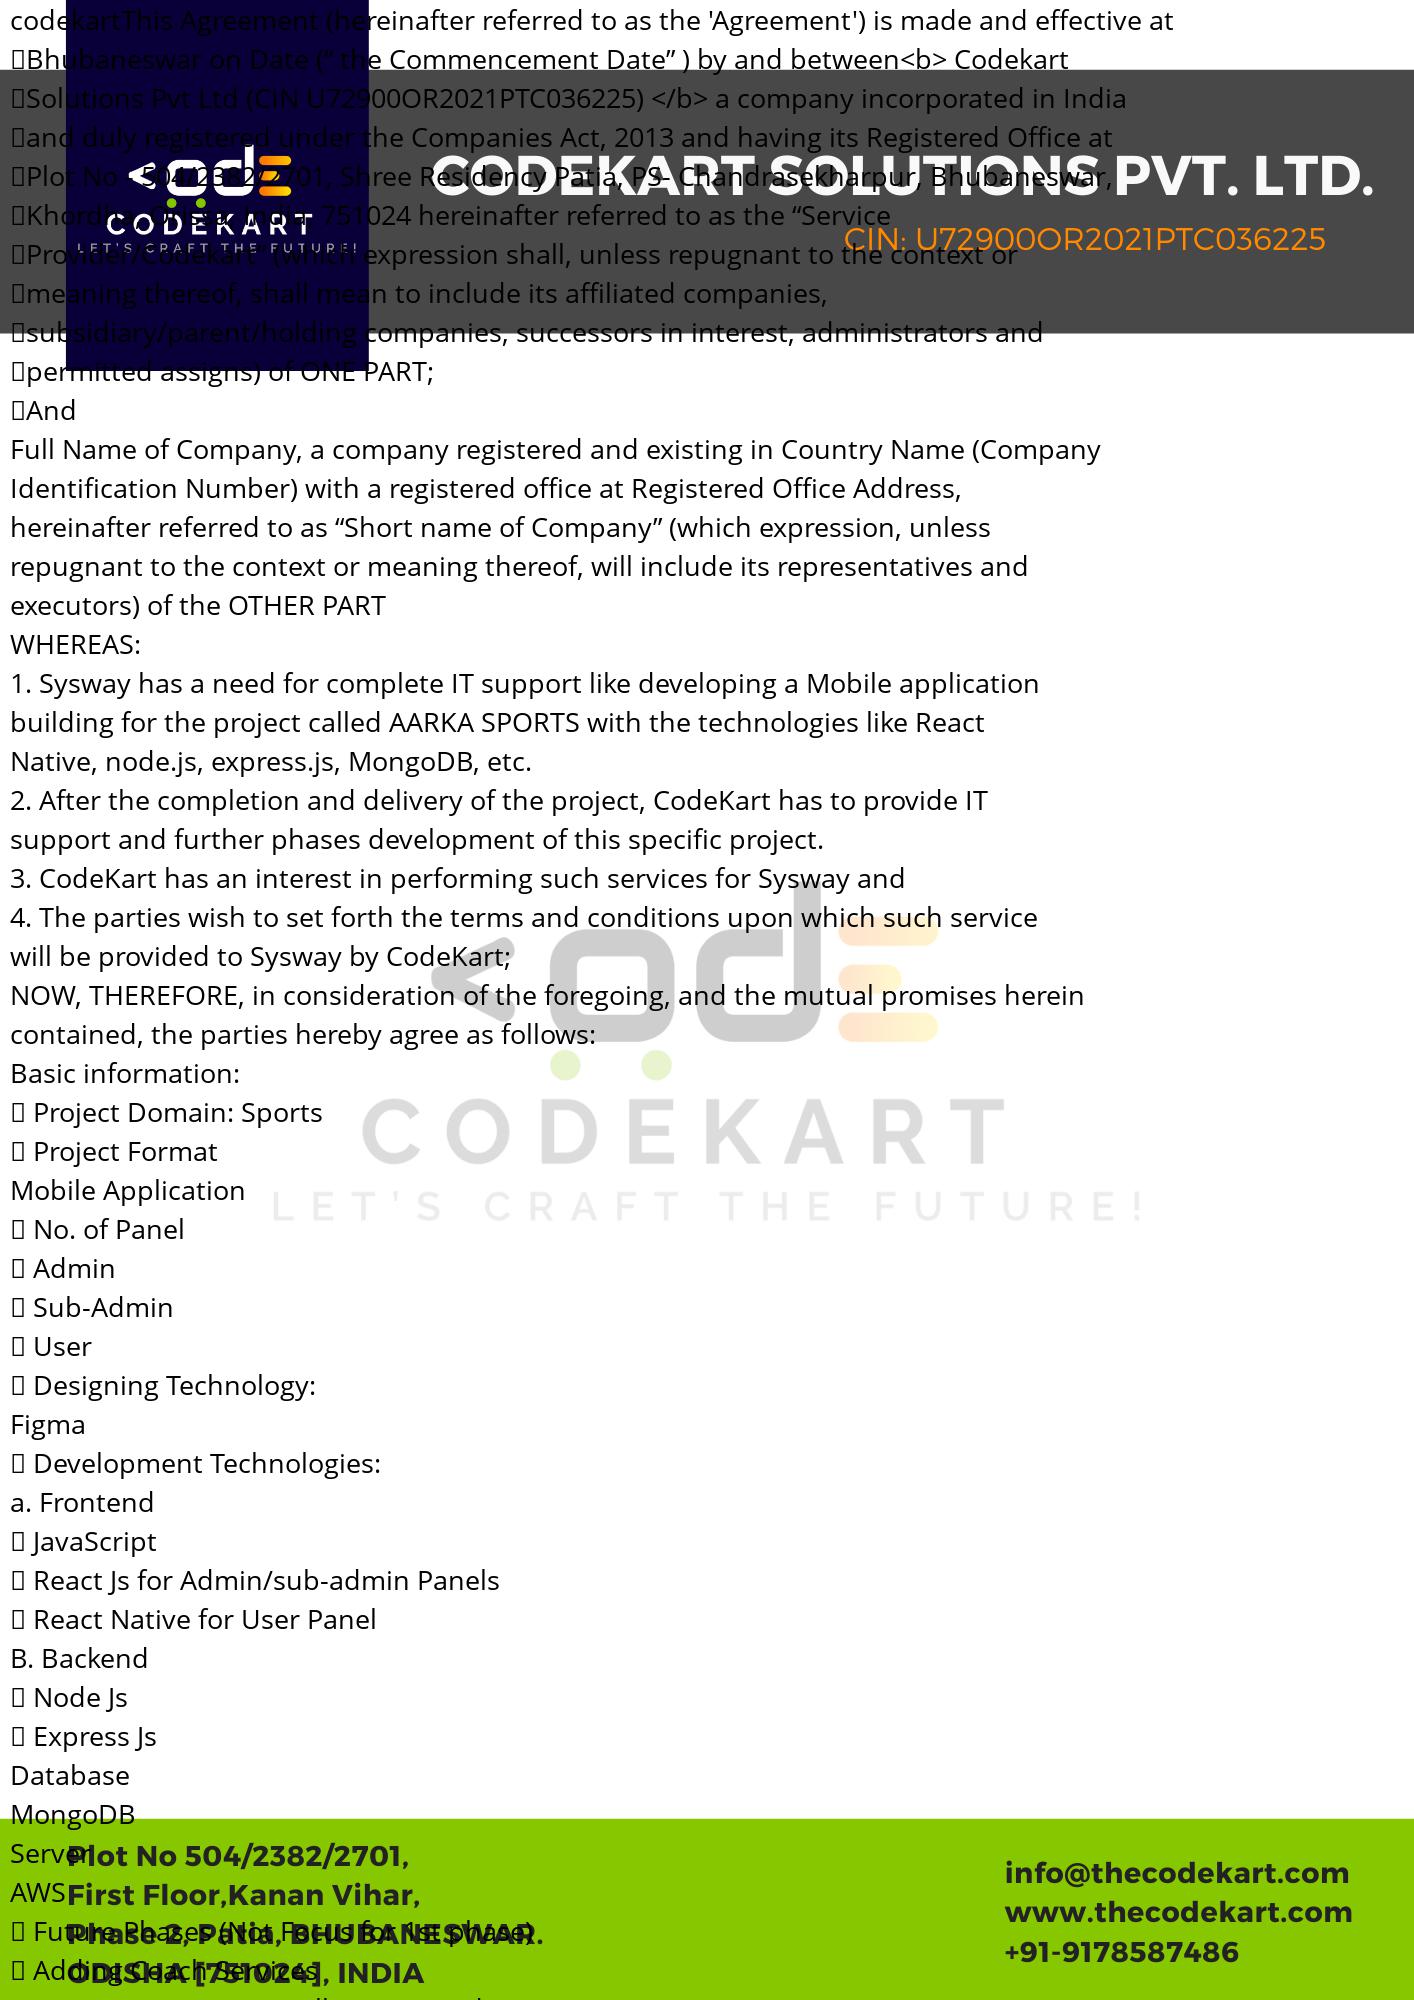 codekartThis Agreement (hereinafter referred to as the 'Agreement') is made and effective at
Bhubaneswar on Date (“ the Commencement Date” ) by and between<b> Codekart
Solutions Pvt Ltd (CIN U72900OR2021PTC036225) </b> a company incorporated in India
and duly registered under the Companies Act, 2013 and having its Registered Office at
Plot No - 504/2382/2701, Shree Residency Patia, PS- Chandrasekharpur, Bhubaneswar,
Khordha, Orissa, India, 751024 hereinafter referred to as the “Service
Provider/Codekart” (which expression shall, unless repugnant to the context or
meaning thereof, shall mean to include its affiliated companies,
subsidiary/parent/holding companies, successors in interest, administrators and
permitted assigns) of ONE PART;
<odE
CODEKART
LET'S CRAFT THE FUTURE!
CODEKART SOLUTIONS PVT. LTD.
CIN: U72900OR2021PTC036225
And
Full Name of Company, a company registered and existing in Country Name (Company
Identification Number) with a registered office at Registered Office Address,
hereinafter referred to as “Short name of Company” (which expression, unless
repugnant to the context or meaning thereof, will include its representatives and
executors) of the OTHER PART
WHEREAS:
1. Sysway has a need for complete IT support like developing a Mobile application
building for the project called AARKA SPORTS with the technologies like React
Native, node.js, express.js, MongoDB, etc.
2. After the completion and delivery of the project, CodeKart has to provide IT
support and further phases development of this specific project.
3. CodeKart has an interest in performing such services for Sysway and
4. The parties wish to set forth the terms and conditions upon which such service
will be provided to Sysway by CodeKart;
NOW, THEREFORE, in consideration of the foregoing, and the mutual promises herein
contained, the parties hereby agree as follows:
<odE
CODEKART
LET'S CRAFT THE FUTURE!
Basic information:
Project Domain: Sports
Project Format
Mobile Application
No. of Panel
Admin
Sub-Admin
User
Designing Technology:
Figma
Development Technologies:
a. Frontend
JavaScript
React Js for Admin/sub-admin Panels
React Native for User Panel
B. Backend
Node Js
Express Js
Database
MongoDB
Server
AWS
Future Phases (Not Focus for 1st phase)
Adding Coach Services
Plot No 504/2382/2701,
First Floor,Kanan Vihar,
Phase 2, Patia, BHUBANESWAR.
ODISHA [751024], INDIA
info@thecodekart.com
www.thecodekart.com
+91-9178587486